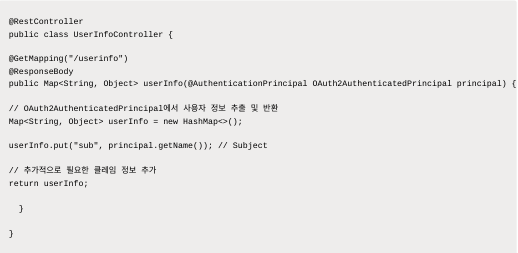 @RestController
public class UserInfoController {
@GetMapping("/userinfo")
@ResponseBody
public Map<String, Object> userInfo(@AuthenticationPrincipal OAuth2AuthenticatedPrincipal principal) {
// OAuth2AuthenticatedPrincipal에서 사용자 정보 추출 및 반환
Map<String, Object> userInfo = new HashMap<>();
userInfo.put("sub", principal.getName()); // Subject
// 추가적으로 필요한 클레임 정보 추가
return userInfo;
}
}